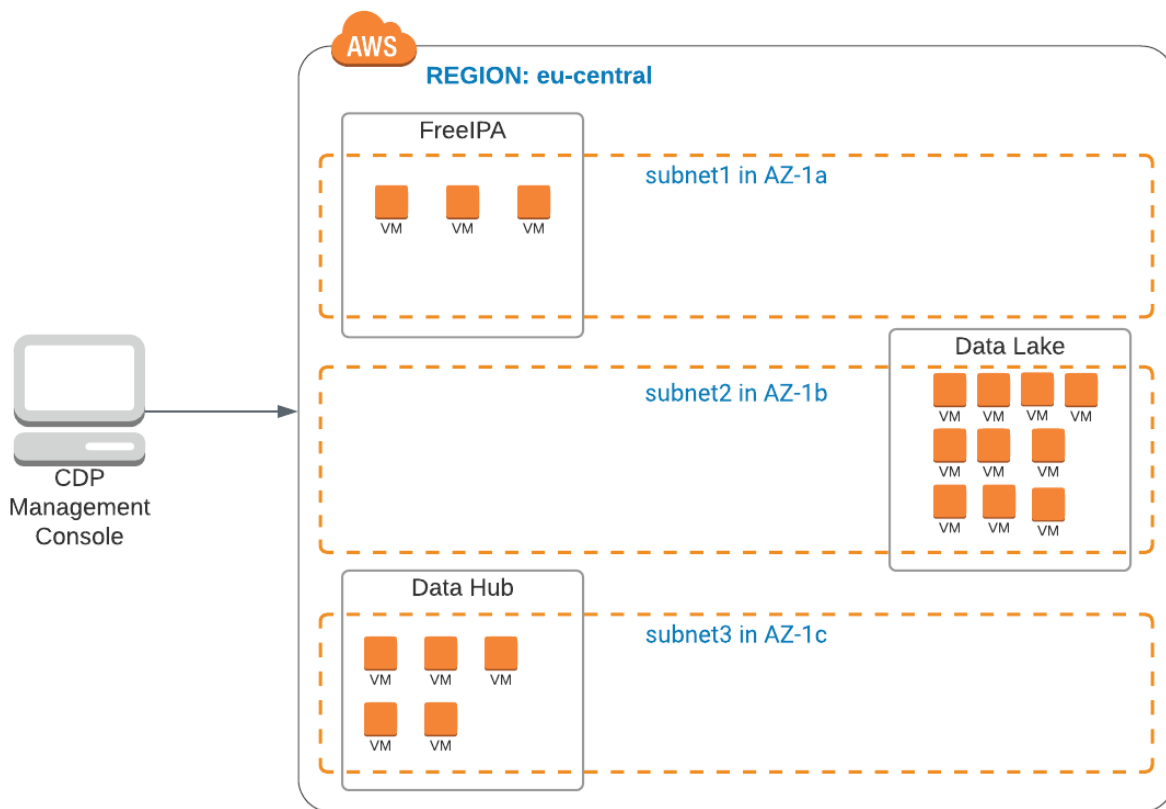 AWS
REGION: eu-central
FreeIPA
subnet1 in AZ-1a
VM VM VM
CDP
Management
Console
Data Lake
subnet2 in AZ-1b
VM VM VM VM
VM VM VM
VM VM VM
Data Hub
subnet3 in AZ-1c
VM VM VM
VM VM